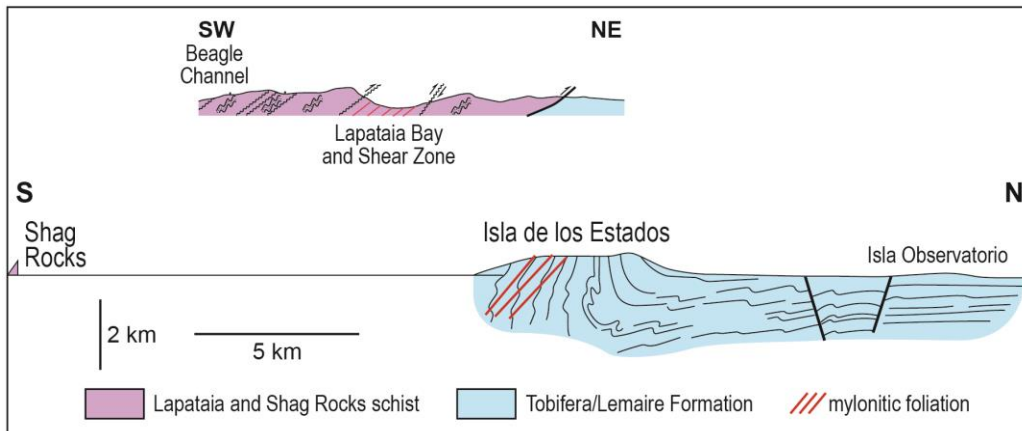 SW
NE
Beagle
Channel
Lapataia Bay
and Shear Zone
S
N
Shag
Rocks
Isla de los Estados
Isla Observatorio
2 km
5 km
Lapataia and Shag Rocks schist
Tobifera/Lemaire Formation
mylonitic foliation